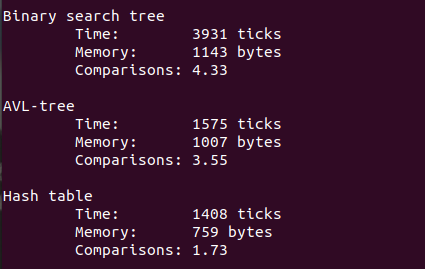 Binary search tree
Time: 3931 ticks
Memory: 1143 bytes
Comparisons: 4.33
AVL-tree
Time: 1575 ticks
Memory: 1007 bytes
Comparisons: 3.55
Hash table
Time: 1408 ticks
Memory: 759 bytes
Comparisons: 1.73